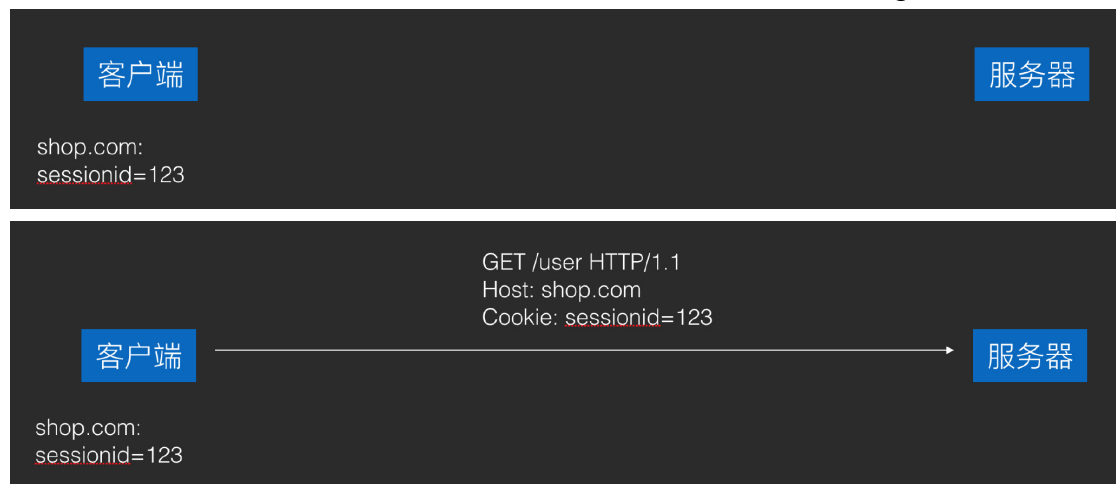 客户端
服务器
shop.com:
sessionid=123
GET /user HTTP/1.1
Host: shop.com
Cookie: sessionid=123
客户端
服务器
shop.com:
sessionid=123